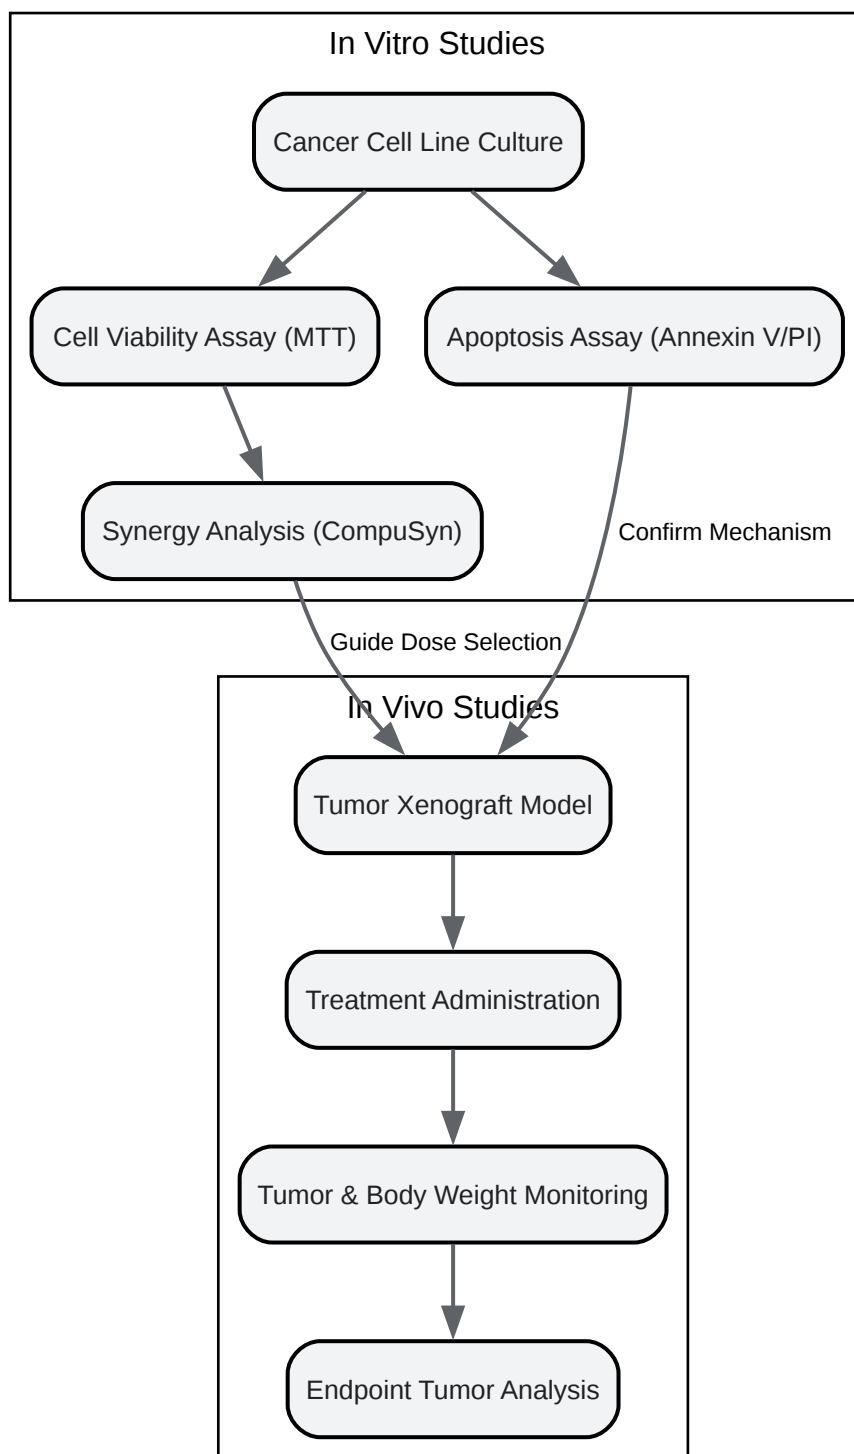 In Vitro Studies
Cancer Cell Line Culture
Cell Viability Assay (MTT)
Apoptosis Assay (Annexin V/PI)
Synergy Analysis (CompuSyn)
Confirm Mechanism
Guide Dose Selection
In Vivo Studies
Tumor Xenograft Model
Treatment Administration
Tumor & Body Weight Monitoring
Endpoint Tumor Analysis